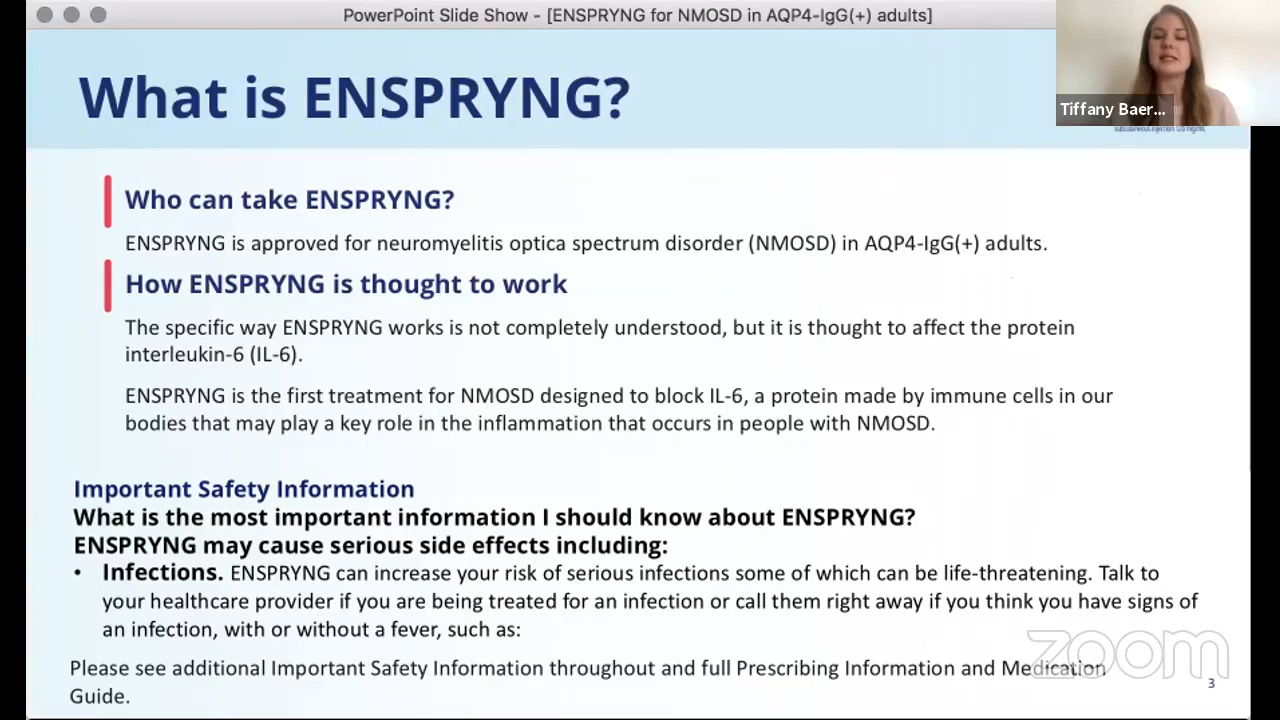 PowerPoint Slide Show - [ENSPRYNG for NMOSD in AQP4-IgG(+) adults]
Tiffany Baer...
What is ENSPRYNG?
subcutaneous injection 120 mg/mL
Who can take ENSPRYNG?
ENSPRYNG is approved for neuromyelitis optica spectrum disorder (NMOSD) in AQP4-IgG(+) adults.
How ENSPRYNG is thought to work
The specific way ENSPRYNG works is not completely understood, but it is thought to affect the protein
interleukin-6 (IL-6).
ENSPRYNG is the first treatment for NMOSD designed to block IL-6, a protein made by immune cells in our
bodies that may play a key role in the inflammation that occurs in people with NMOSD.
Important Safety Information
What is the most important information I should know about ENSPRYNG?
ENSPRYNG may cause serious side effects including:
• Infections. ENSPRYNG can increase your risk of serious infections some of which can be life-threatening. Talk to
your healthcare provider if you are being treated for an infection or call them right away if you think you have signs of
an infection, with or without a fever, such as:
Please see additional Important Safety Information throughout and full Prescribing Information and Medication
Guide.
zoom
3